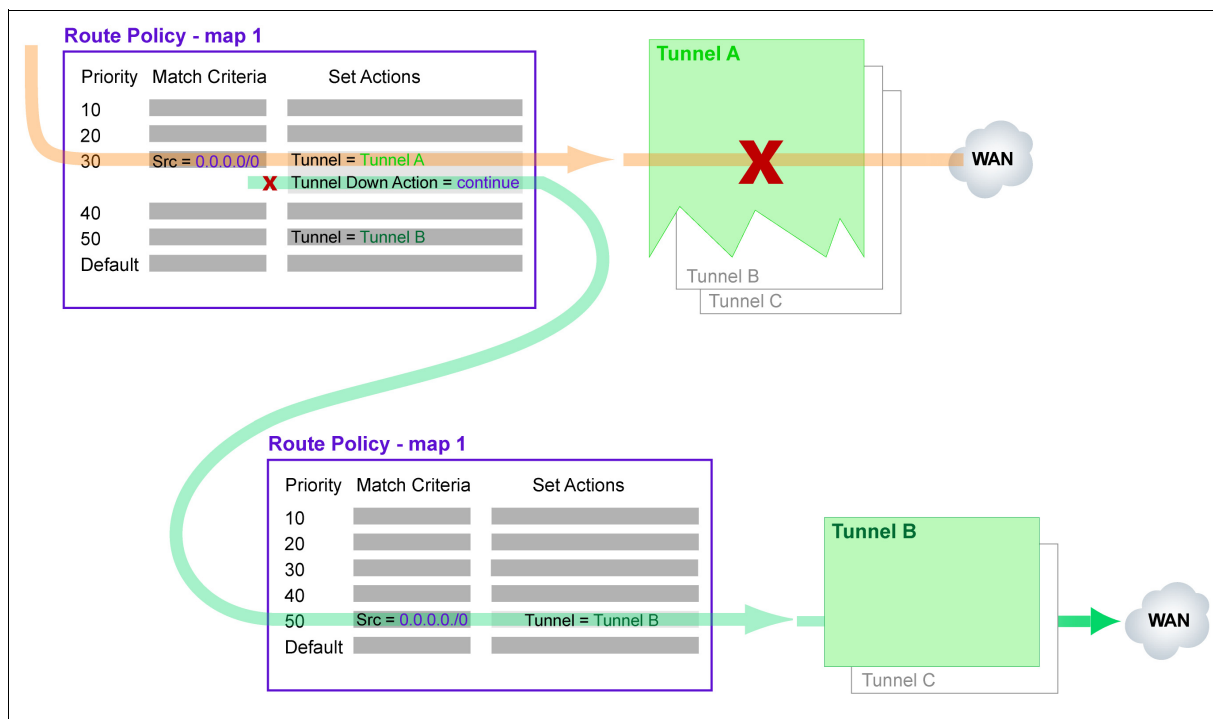 Route Policy - map 1
Priority Match Criteria Set Actions
10
20
30 Src = 0.0.0.0/0 Tunnel = Tunnel A
X Tunnel Down Action = continue
40
50 Tunnel = Tunnel B
Default
Tunnel A
X
WAN
Tunnel B
Tunnel C
Route Policy - map 1
Priority Match Criteria Set Actions
10
20
30
40
50 Src = 0.0.0.0./0 Tunnel = Tunnel B
Default
Tunnel B
WAN
Tunnel C